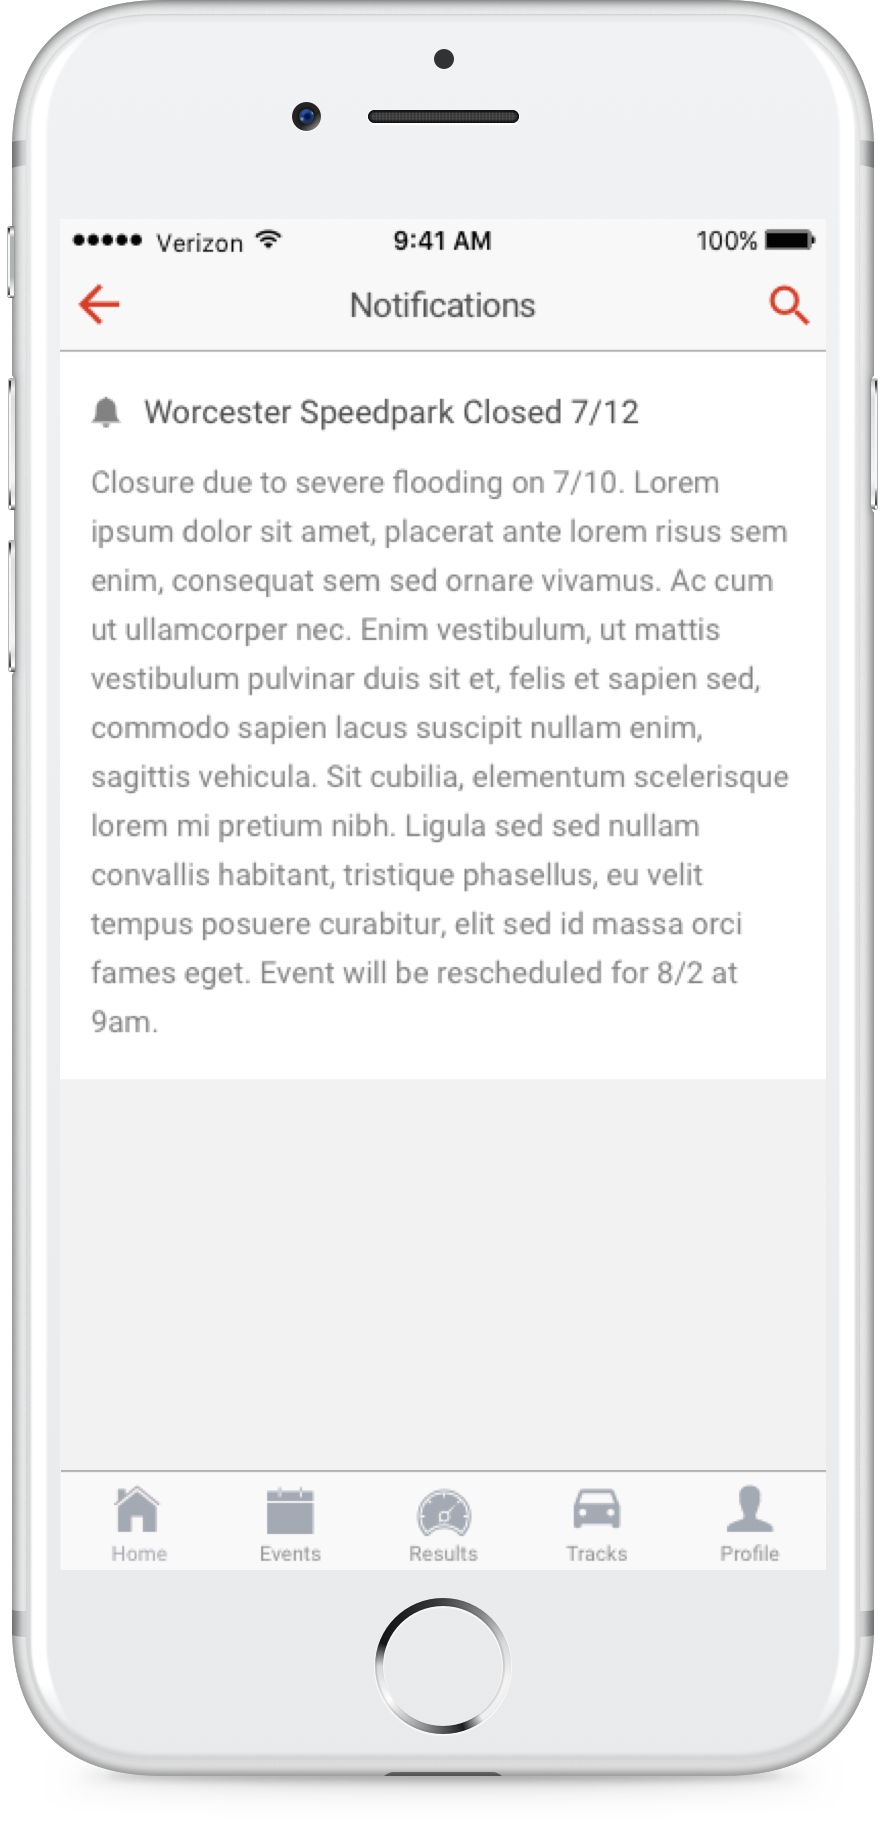 Verizon 9:41 AM 100%
Notifications
Worcester Speedpark Closed 7/12
Closure due to severe flooding on 7/10. Lorem
ipsum dolor sit amet, placerat ante lorem risus sem
enim, consequat sem sed ornare vivamus. Ac cum
ut ullamcorper nec. Enim vestibulum, ut mattis
vestibulum pulvinar duis sit et, felis et sapien sed,
commodo sapien lacus suscipit nullam enim,
sagittis vehicula. Sit cubilia, elementum scelerisque
lorem mi pretium nibh. Ligula sed sed nullam
convallis habitant, tristique phasellus, eu velit
tempus posuere curabitur, elit sed id massa orci
fames eget. Event will be rescheduled for 8/2 at
9am.
Home Events Results Tracks Profile